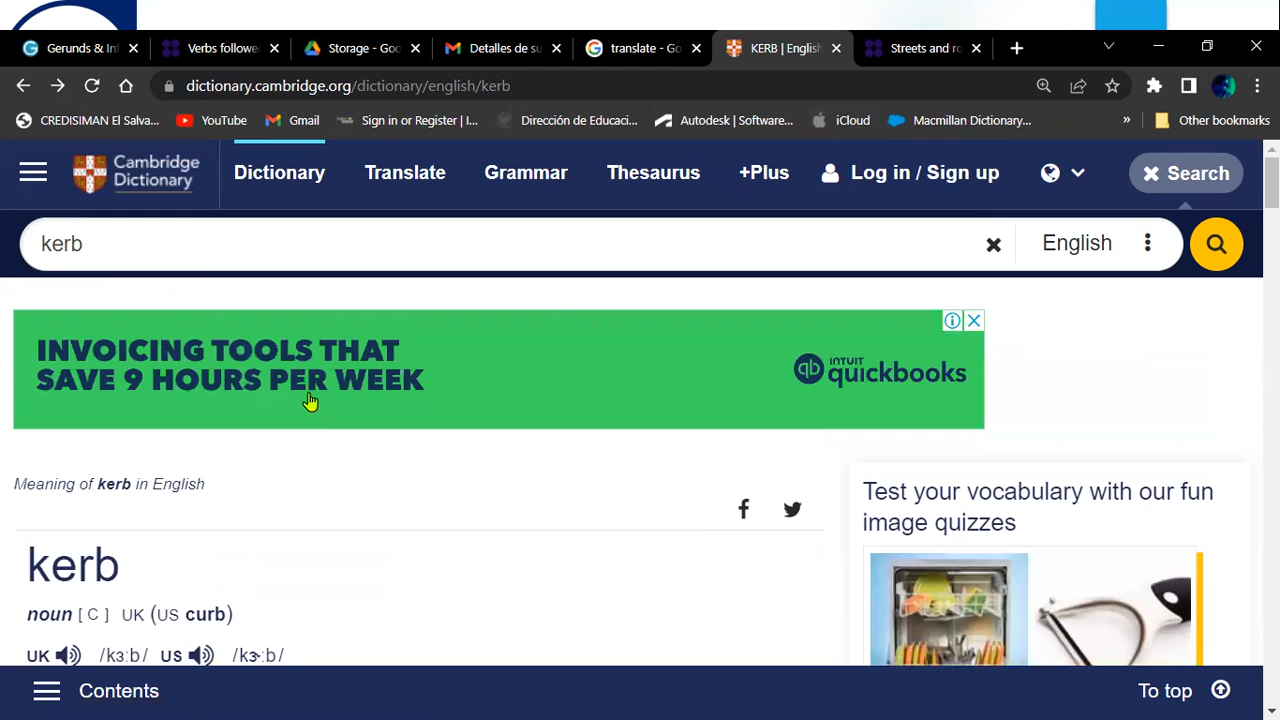 Gerunds & Inf
Verbs followe
Storage - Goo
Detalles de su
translate - Go
KERB | English
Streets and ro
dictionary.cambridge.org/dictionary/english/kerb
CREDISIMAN El Salva...
YouTube
Gmail
Sign in or Register | I...
Dirección de Educaci...
Autodesk | Software...
iCloud
Macmillan Dictionary...
»
Other bookmarks
Cambridge
Dictionary
Dictionary
Translate
Grammar
Thesaurus
+Plus
Log in / Sign up
Search
kerb
English
INVOICING TOOLS THAT
SAVE 9 HOURS PER WEEK
INTUIT
quickbooks
Meaning of kerb in English
Test your vocabulary with our fun
image quizzes
kerb
noun [ C ] UK (US curb)
UK /kɜːb/ US /kɝːb/
Contents
To top